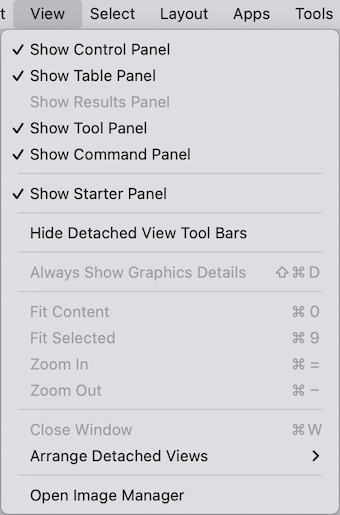 t View Select Layout Apps Tools
✓ Show Control Panel
✓ Show Table Panel
Show Results Panel
✓ Show Tool Panel
✓ Show Command Panel
✓ Show Starter Panel
Hide Detached View Tool Bars
Always Show Graphics Details ⇧⌘D
Fit Content ⌘0
Fit Selected ⌘9
Zoom In ⌘=
Zoom Out ⌘−
Close Window ⌘W
Arrange Detached Views >
Open Image Manager